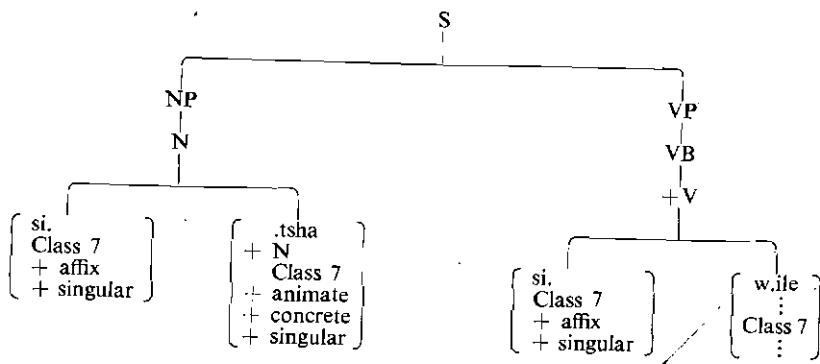 S
NP
VP
N
VB
+ V
si.
Class 7
+ affix
+ singular
.tsha
+ N
Class 7
+ animate
+ concrete
+ singular
si.
Class 7
+ affix
+ singular
w.ile
⋮
Class 7
⋮